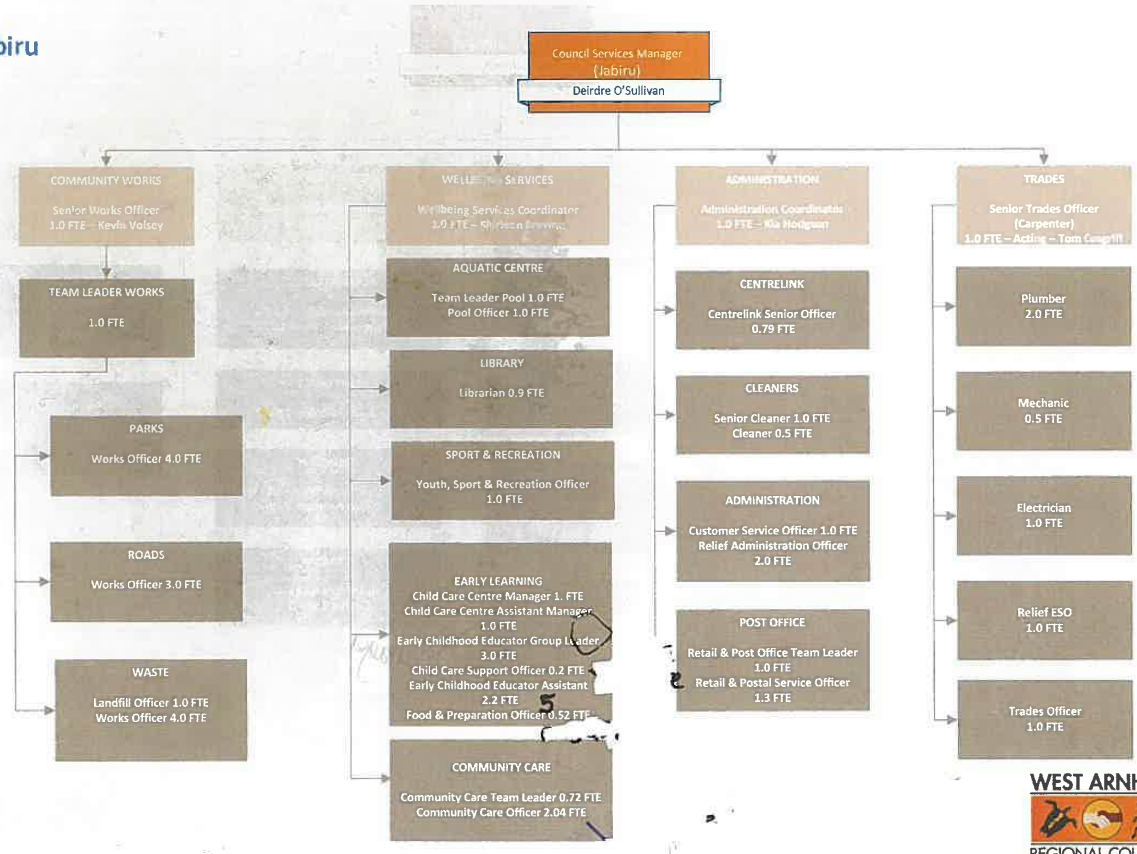 biru
Council Services Manager
(Jabiru)
Deirdre O'Sullivan
COMMUNITY WORKS
Senior Works Officer
1.0 FTE – Kevin Volsey
TEAM LEADER WORKS
1.0 FTE
PARKS
Works Officer 4.0 FTE
ROADS
Works Officer 3.0 FTE
WASTE
Landfill Officer 1.0 FTE
Works Officer 4.0 FTE
WELLBEING SERVICES
Wellbeing Services Coordinator
1.0 FTE –
AQUATIC CENTRE
Team Leader Pool 1.0 FTE
Pool Officer 1.0 FTE
LIBRARY
Librarian 0.9 FTE
SPORT & RECREATION
Youth, Sport & Recreation Officer
1.0 FTE
EARLY LEARNING
Child Care Centre Manager 1. FTE
Child Care Centre Assistant Manager
1.0 FTE
Early Childhood Educator Group Leader
3.0 FTE
Child Care Support Officer 0.2 FTE
Early Childhood Educator Assistant
2.2 FTE
Food & Preparation Officer 0.52 FTE
5
COMMUNITY CARE
Community Care Team Leader 0.72 FTE
Community Care Officer 2.04 FTE
ADMINISTRATION
Administration Coordinator
1.0 FTE – Kia
CENTRELINK
Centrelink Senior Officer
0.79 FTE
CLEANERS
Senior Cleaner 1.0 FTE
Cleaner 0.5 FTE
ADMINISTRATION
Customer Service Officer 1.0 FTE
Relief Administration Officer
2.0 FTE
POST OFFICE
Retail & Post Office Team Leader
1.0 FTE
Retail & Postal Service Officer
1.3 FTE
TRADES
Senior Trades Officer
(Carpenter)
1.0 FTE – Acting – Tom
Plumber
2.0 FTE
Mechanic
0.5 FTE
Electrician
1.0 FTE
Relief ESO
1.0 FTE
Trades Officer
1.0 FTE
WEST ARNH
REGIONAL COU